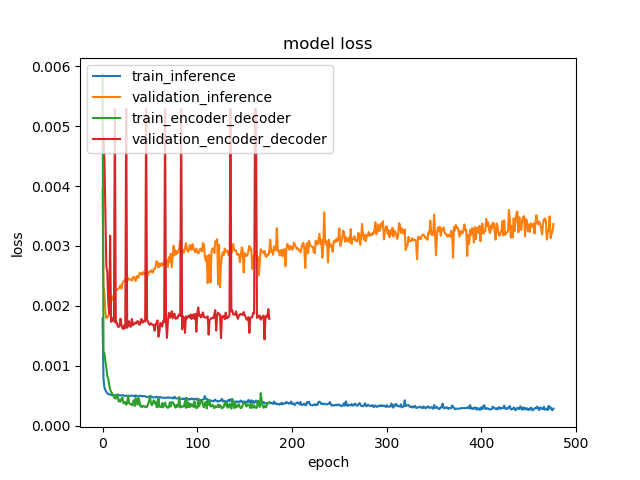 model loss
train_inference
validation_inference
train_encoder_decoder
validation_encoder_decoder
0.006
0.005
0.004
0.003
0.002
0.001
0.000
loss
0 100 200 300 400 500
epoch